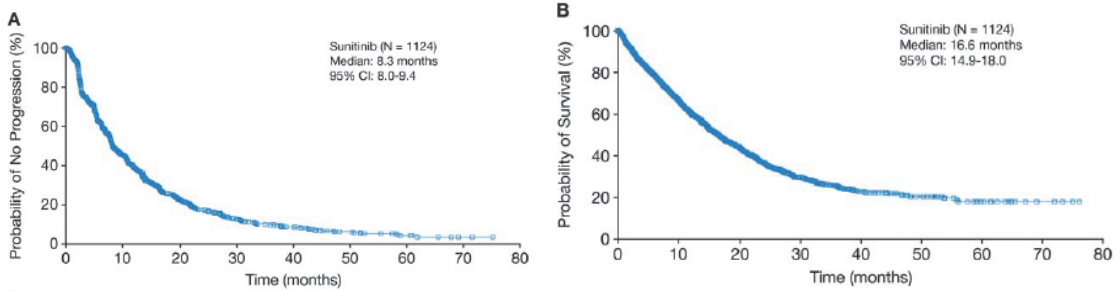 A
Probability of No Progression (%)
100
80
60
40
20
0
Sunitinib (N = 1124)
Median: 8.3 months
95% CI: 8.0-9.4
0 10 20 30 40 50 60 70 80
Time (months)
B
Probability of Survival (%)
100
80
60
40
20
0
Sunitinib (N = 1124)
Median: 16.6 months
95% CI: 14.9-18.0
0 10 20 30 40 50 60 70 80
Time (months)